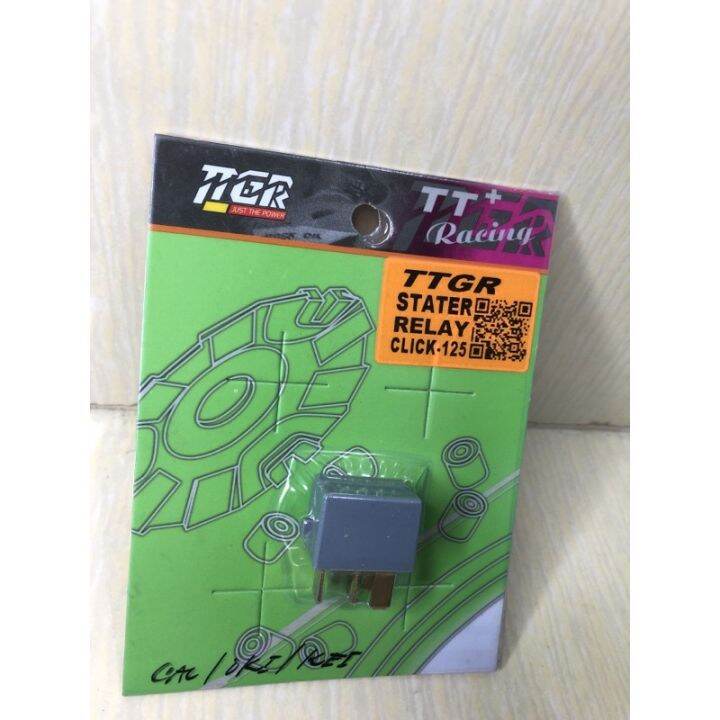 TTGR
JUST THE POWER
TT+
Racing
TTGR
STATER
RELAY
CLICK-125